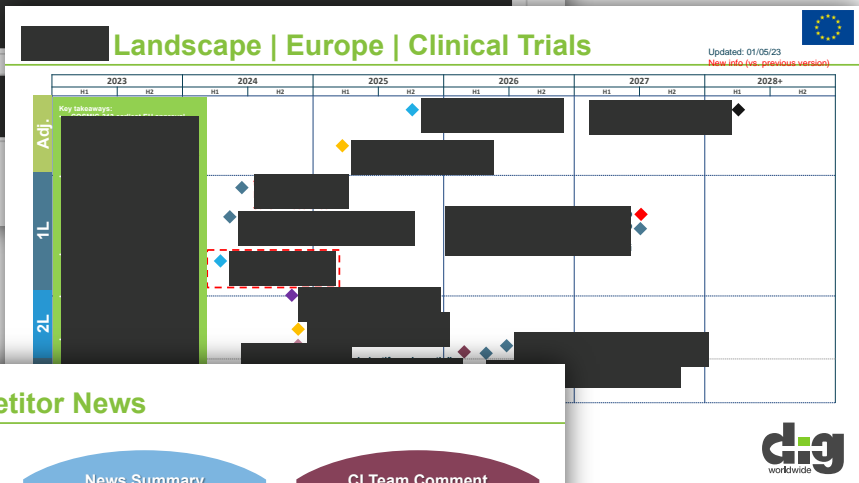 Landscape | Europe | Clinical Trials
Updated: 01/05/23
New info (vs. previous version)
2023 2024 2025 2026 2027 2028+
H1 H2 H1 H2 H1 H2 H1 H2 H1 H2 H1 H2
Key takeaways:
Adj.
1L
2L
etitor News
News Summary
CI Team Comment
dig
worldwide